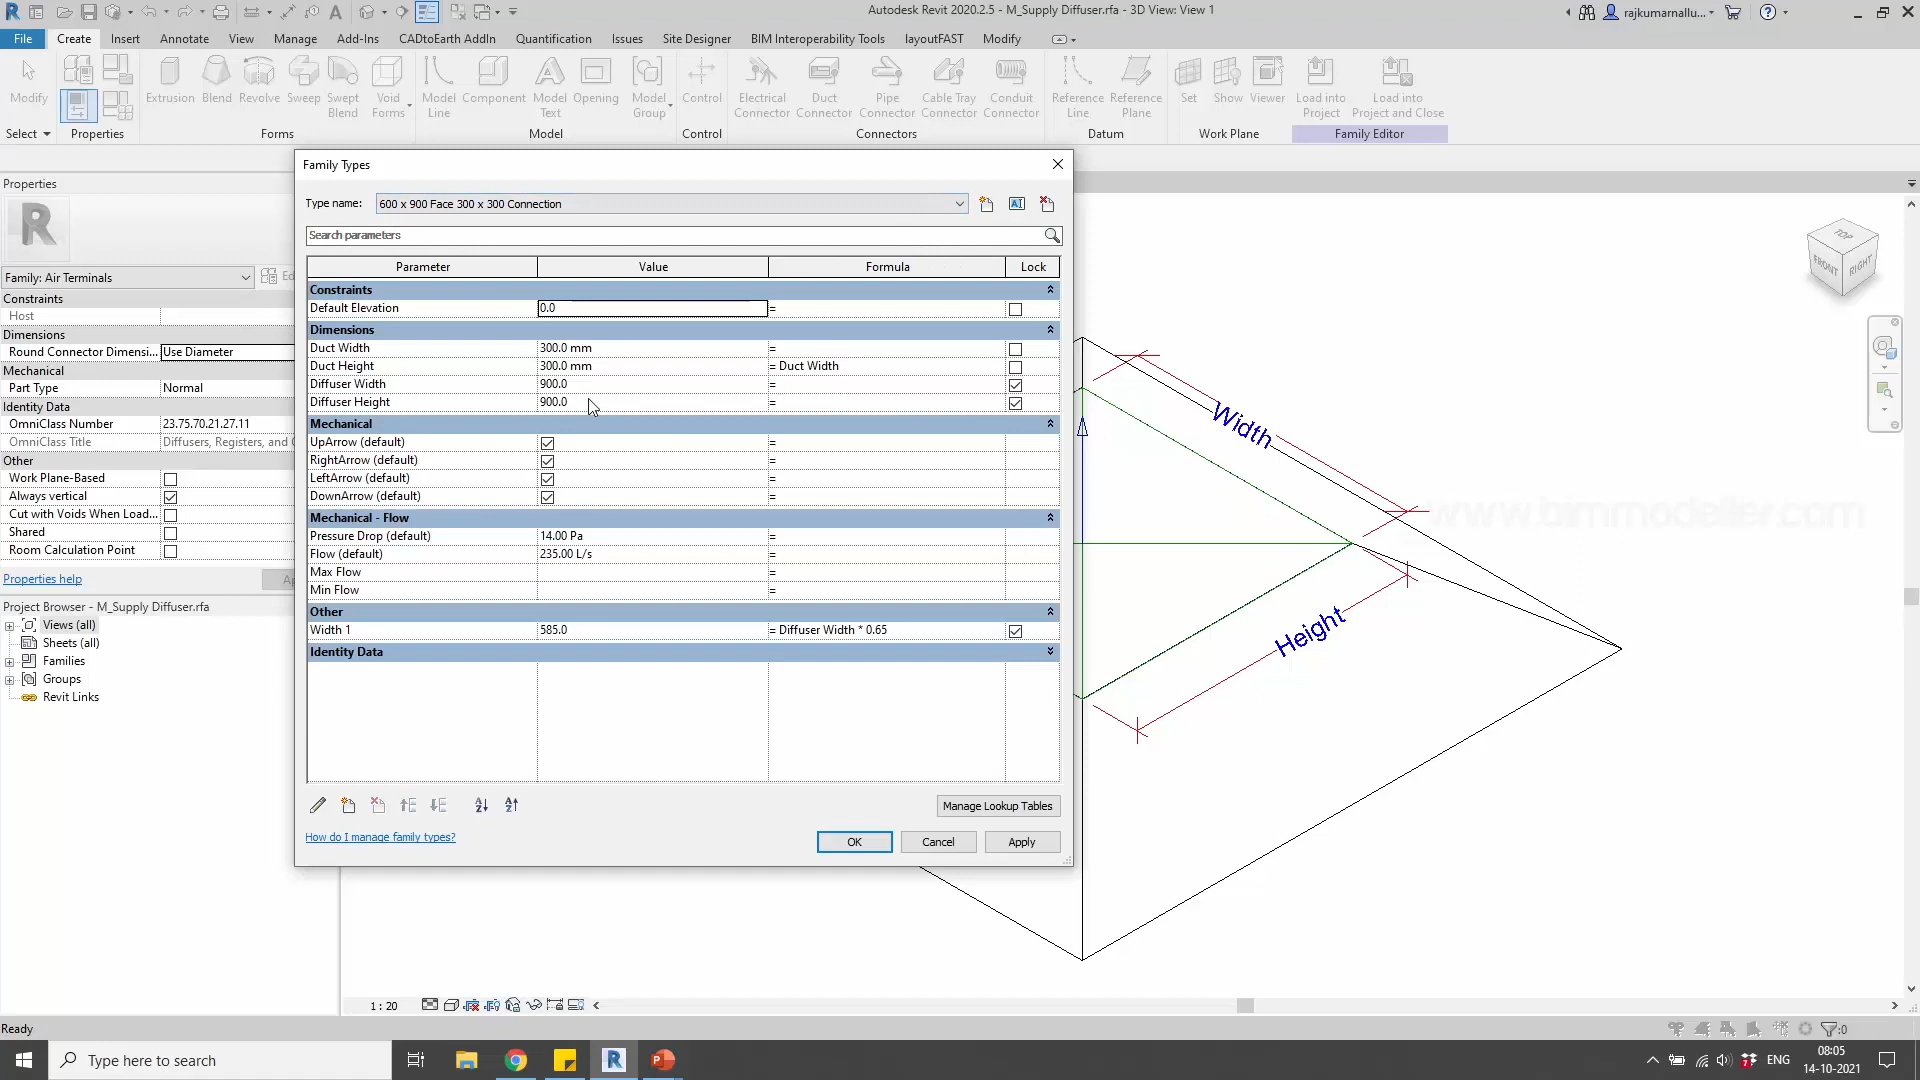 Autodesk Revit 2020.2.5 - M_Supply Diffuser.rfa - 3D View: View 1
rajkumarnallu...
File Create Insert Annotate View Manage Add-Ins CADtoEarth AddIn Quantification Issues Site Designer BIM Interoperability Tools layoutFAST Modify
Modify
Extrusion Blend Revolve Sweep Swept Blend Void Forms
Model Line Component Model Text Opening Model Group
Control
Electrical Connector Duct Connector Pipe Connector Cable Tray Connector Conduit Connector
Reference Line Reference Plane
Set Show Viewer
Load into Project Load into Project and Close
Select Properties Forms Model Control Connectors Datum Work Plane Family Editor
Properties
Family: Air Terminals Ed
Constraints
Host
Dimensions
Round Connector Dimensi... Use Diameter
Mechanical
Part Type Normal
Identity Data
OmniClass Number 23.75.70.21.27.11
OmniClass Title Diffusers, Registers, and G
Other
Work Plane-Based
Always vertical
Cut with Voids When Load...
Shared
Room Calculation Point
Properties help Ap
Project Browser - M_Supply Diffuser.rfa
Views (all)
Sheets (all)
Families
Groups
Revit Links
Family Types
Type name: 600 x 900 Face 300 x 300 Connection
Search parameters
Parameter Value Formula Lock
Constraints
Default Elevation 0.0 =
Dimensions
Duct Width 300.0 mm =
Duct Height 300.0 mm = Duct Width
Diffuser Width 900.0 =
Diffuser Height 900.0 =
Mechanical
UpArrow (default) =
RightArrow (default) =
LeftArrow (default) =
DownArrow (default) =
Mechanical - Flow
Pressure Drop (default) 14.00 Pa =
Flow (default) 235.00 L/s =
Max Flow =
Min Flow =
Other
Width 1 585.0 = Diffuser Width * 0.65
Identity Data
Manage Lookup Tables
How do I manage family types?
OK Cancel Apply
TOP
FRONT RIGHT
Width
Height
www.bimmodeller.com
1 : 20
Ready
:0
Type here to search
ENG
08:05
14-10-2021